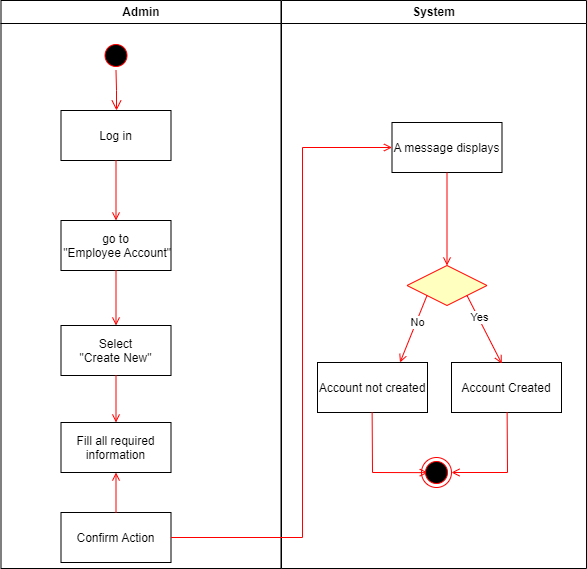 Admin
System
Log in
go to
"Employee Account"
Select
"Create New"
Fill all required
information
Confirm Action
A message displays
No
Yes
Account not created
Account Created